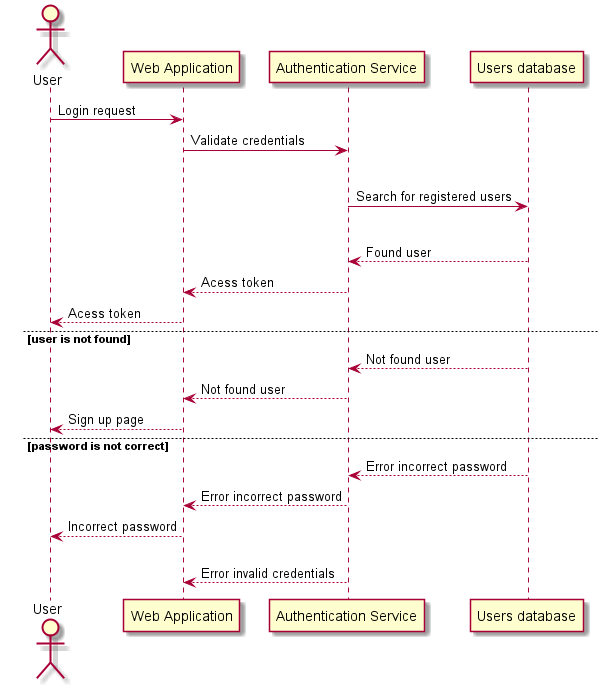 User
Web Application
Authentication Service
Users database
Login request
Validate credentials
Search for registered users
Found user
Acess token
Acess token
[user is not found]
Not found user
Not found user
Sign up page
[password is not correct]
Error incorrect password
Error incorrect password
Incorrect password
Error invalid credentials
User
Web Application
Authentication Service
Users database